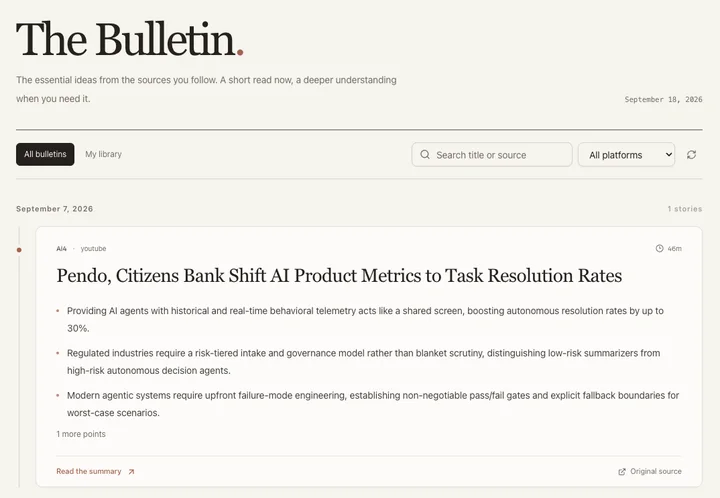 The Bulletin.
The essential ideas from the sources you follow. A short read now, a deeper understanding
when you need it.
September 18, 2026
All bulletins
My library
Search title or source
All platforms
September 7, 2026
1 stories
AI4 · youtube
46m
Pendo, Citizens Bank Shift AI Product Metrics to Task Resolution Rates
• Providing AI agents with historical and real-time behavioral telemetry acts like a shared screen, boosting autonomous resolution rates by up to
30%.
• Regulated industries require a risk-tiered intake and governance model rather than blanket scrutiny, distinguishing low-risk summarizers from
high-risk autonomous decision agents.
• Modern agentic systems require upfront failure-mode engineering, establishing non-negotiable pass/fail gates and explicit fallback boundaries for
worst-case scenarios.
1 more points
Read the summary
Original source